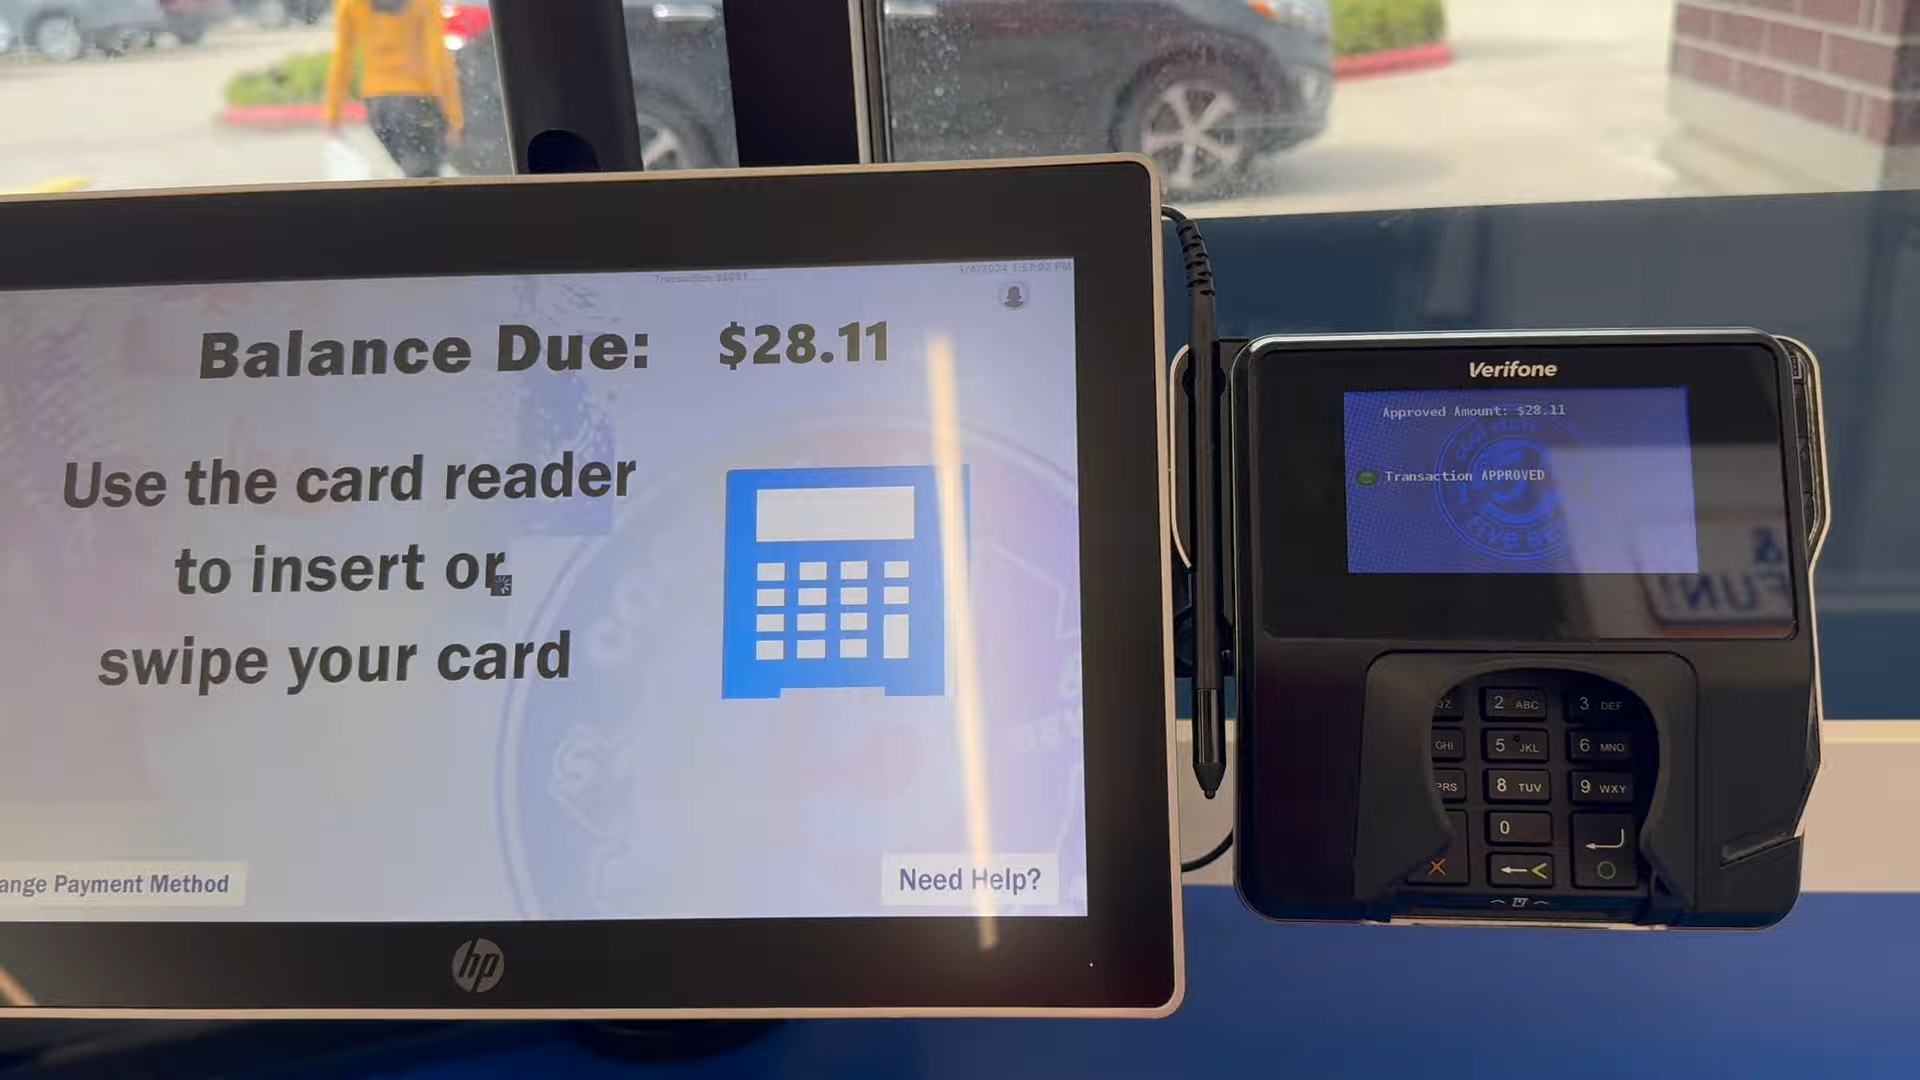 Balance Due: $28.11
Use the card reader
to insert or
swipe your card
ange Payment Method
Need Help?
hp
Verifone
Approved Amount: $28.11
Transaction APPROVED
&
FUN!
QZ
2 ABC
3 DEF
GHI
5 JKL
6 MNO
PRS
8 TUV
9 WXY
0